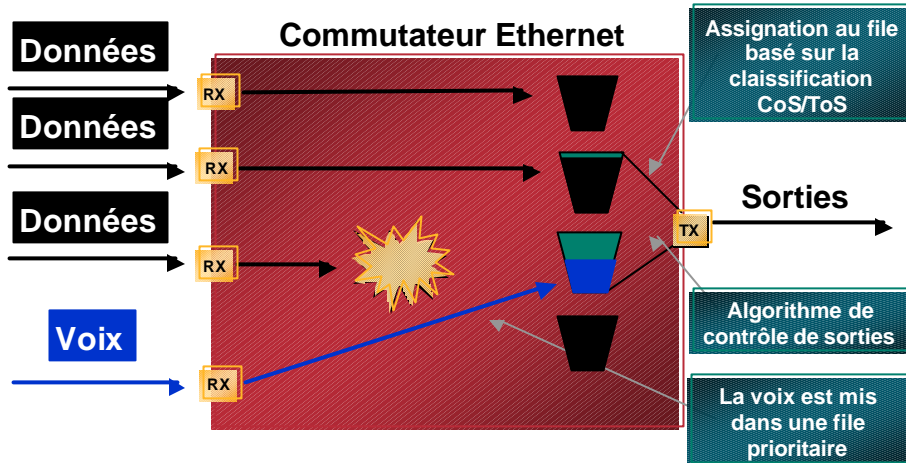 Commutateur Ethernet
Données
RX
Données
RX
Données
RX
Voix
RX
Assignation au file
basé sur la
claissification
CoS/ToS
Sorties
TX
Algorithme de
contrôle de sorties
La voix est mis
dans une file
prioritaire